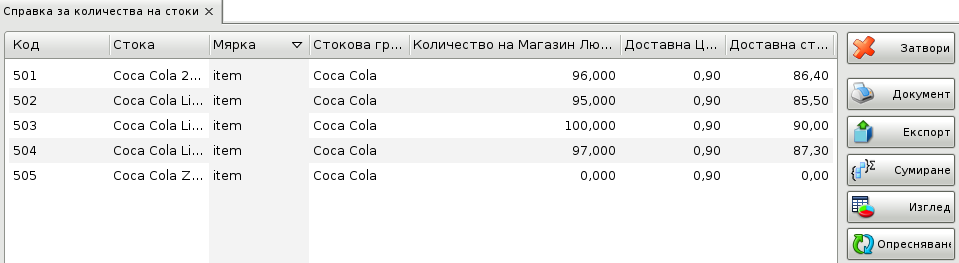 Справка за количества на стоки ×
Код Стока Мярка Стокова гр... Количество на Магазин Лю... Доставна Ц... Доставна ст...
501 Coca Cola 2... item Coca Cola 96,000 0,90 86,40
502 Coca Cola Li... item Coca Cola 95,000 0,90 85,50
503 Coca Cola Li... item Coca Cola 100,000 0,90 90,00
504 Coca Cola Li... item Coca Cola 97,000 0,90 87,30
505 Coca Cola Z... item Coca Cola 0,000 0,90 0,00
Затвори
Документ
Експорт
Сумиране
Изглед
Опресняване